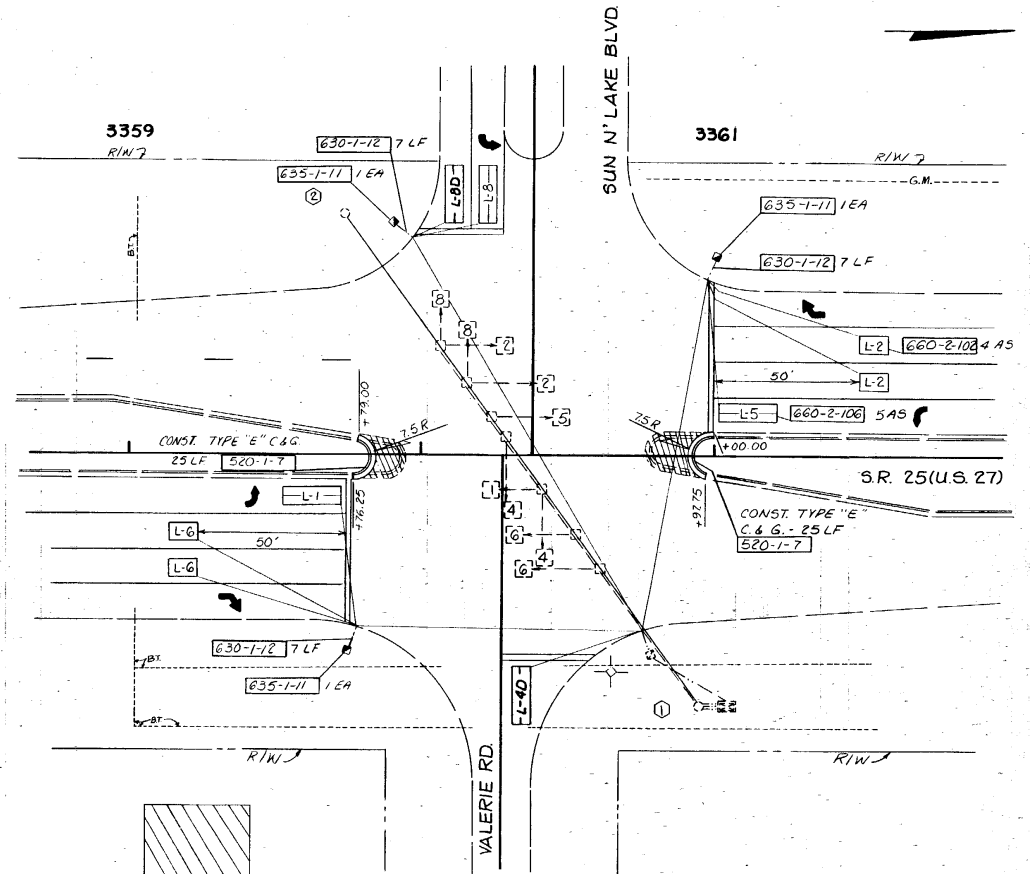 SUN N' LAKE BLVD.
3359
R/W
630-1-12 7 LF
635-1-11 1 EA
2
L-8D
L-8
3361
R/W
G.M.
635-1-11 1 EA
630-1-12 7 LF
B.T.
8
8
2
2
5
L-2 660-2-102 4 AS
50'
L-2
L-5 660-2-106 5 AS
+79.00
7.5 R
7.5 R
+00.00
CONST. TYPE "E" C & G.
25 LF 520-1-7
S.R. 25 (U.S. 27)
L-1
1
4
+76.25
+92.75
CONST. TYPE "E"
C. & G. - 25 LF
520-1-7
L-6
50'
6
4
6
L-6
630-1-12 7 LF
635-1-11 1 EA
B.T.
B.T.
L-4D
1
R/W
R/W
VALERIE RD.